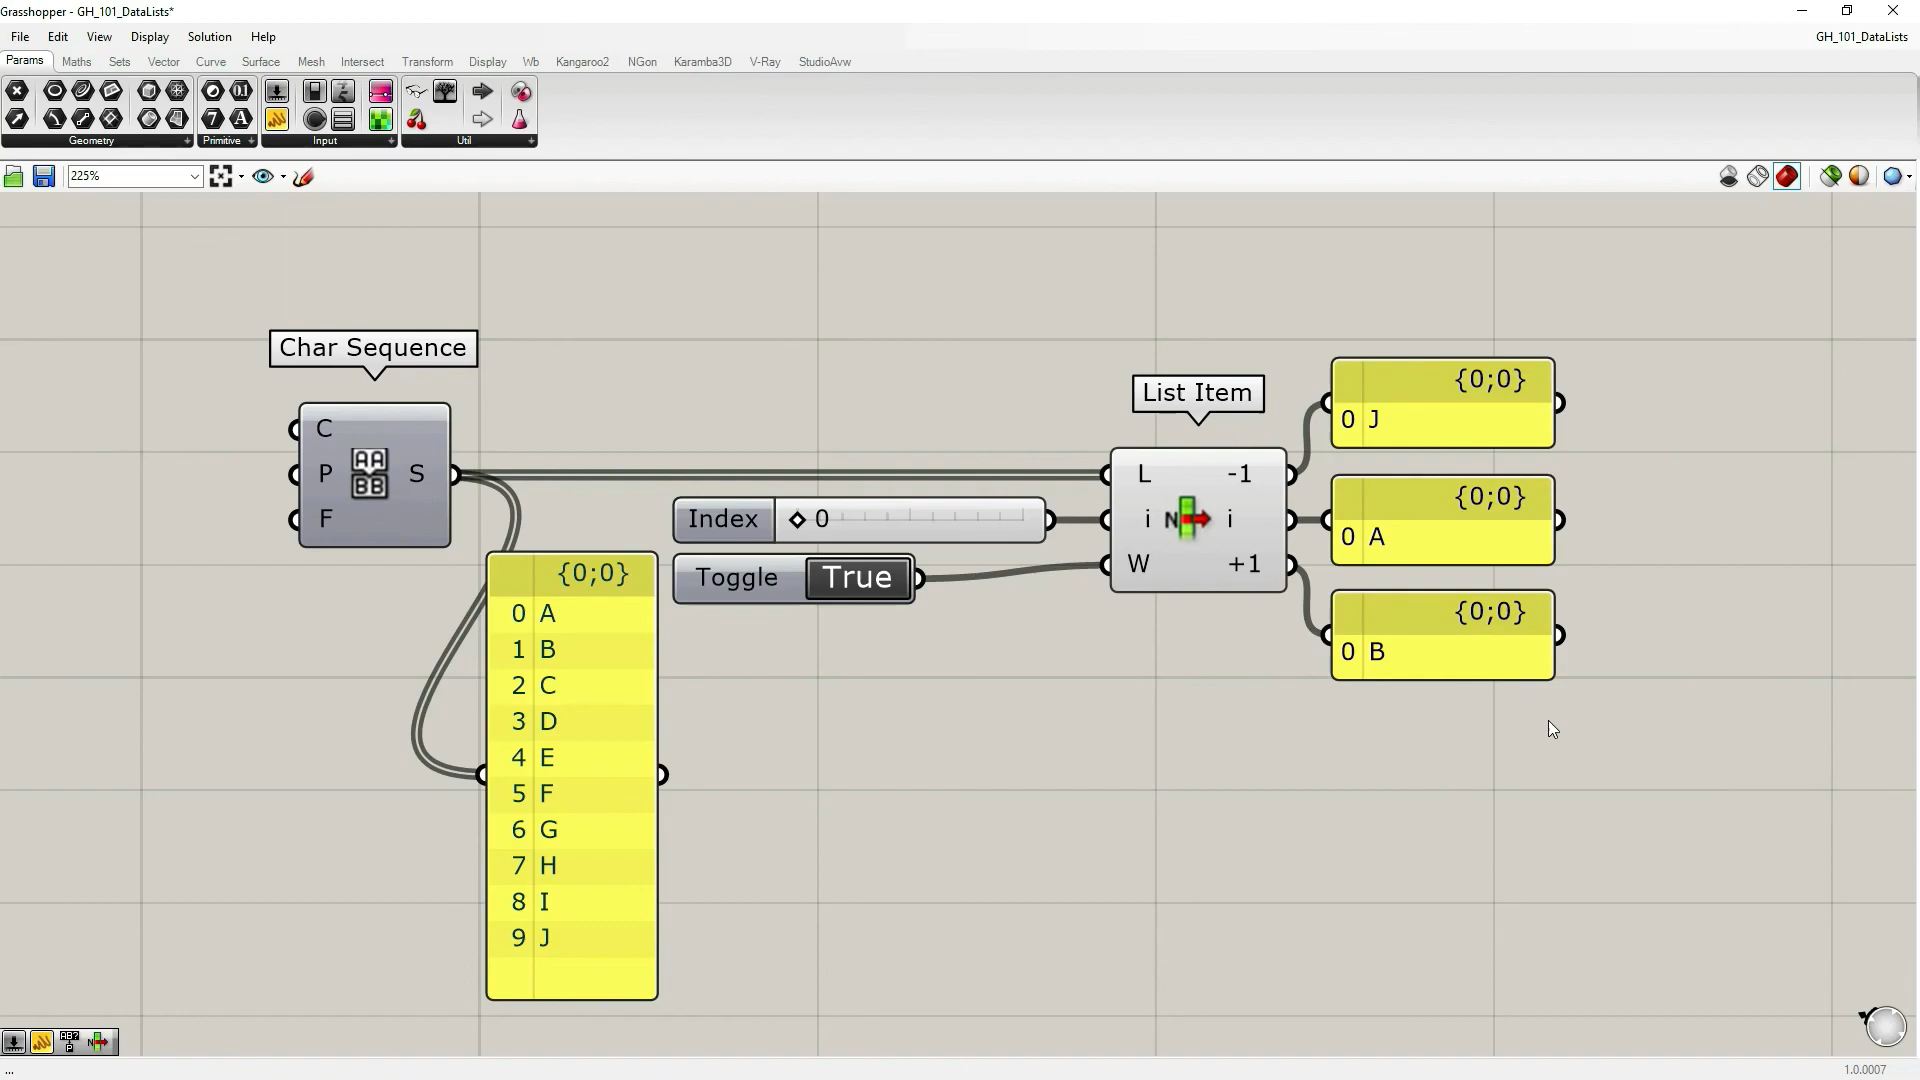 Grasshopper - GH_101_DataLists*
File Edit View Display Solution Help GH_101_DataLists
Params Maths Sets Vector Curve Surface Mesh Intersect Transform Display Wb Kangaroo2 NGon Karamba3D V-Ray StudioAvw
Geometry Primitive Input Util
225%
Char Sequence
C
P S
F
AA
BB
{0;0}
0 A
1 B
2 C
3 D
4 E
5 F
6 G
7 H
8 I
9 J
Index 0
Toggle True
List Item
L -1
i N i
W +1
{0;0}
0 J
{0;0}
0 A
{0;0}
0 B
...
1.0.0007